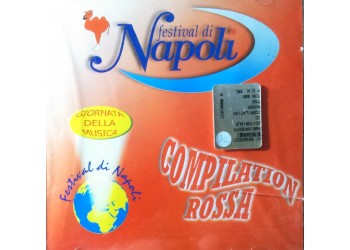 festival di
Napoli
GIORNATA
DELLA
MUSICA
Festival di Napoli
COMPILATION
ROSSA